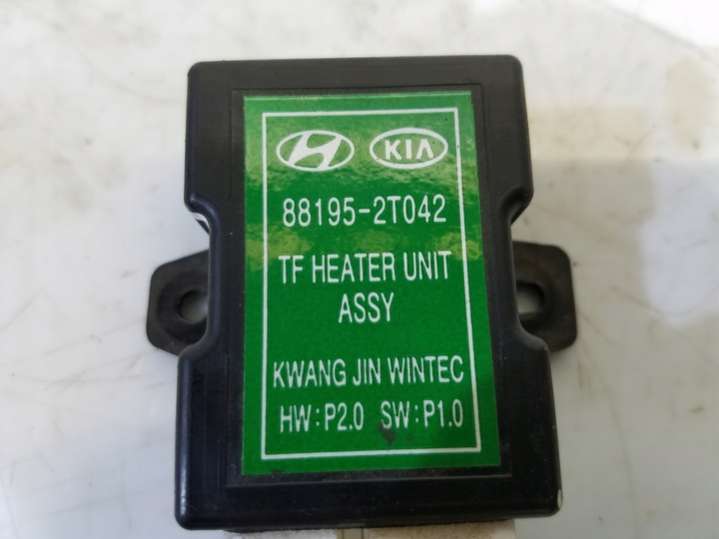 KIA
88195-2T042
TF HEATER UNIT
ASSY
KWANG JIN WINTEC
HW:P2.0 SW:P1.0